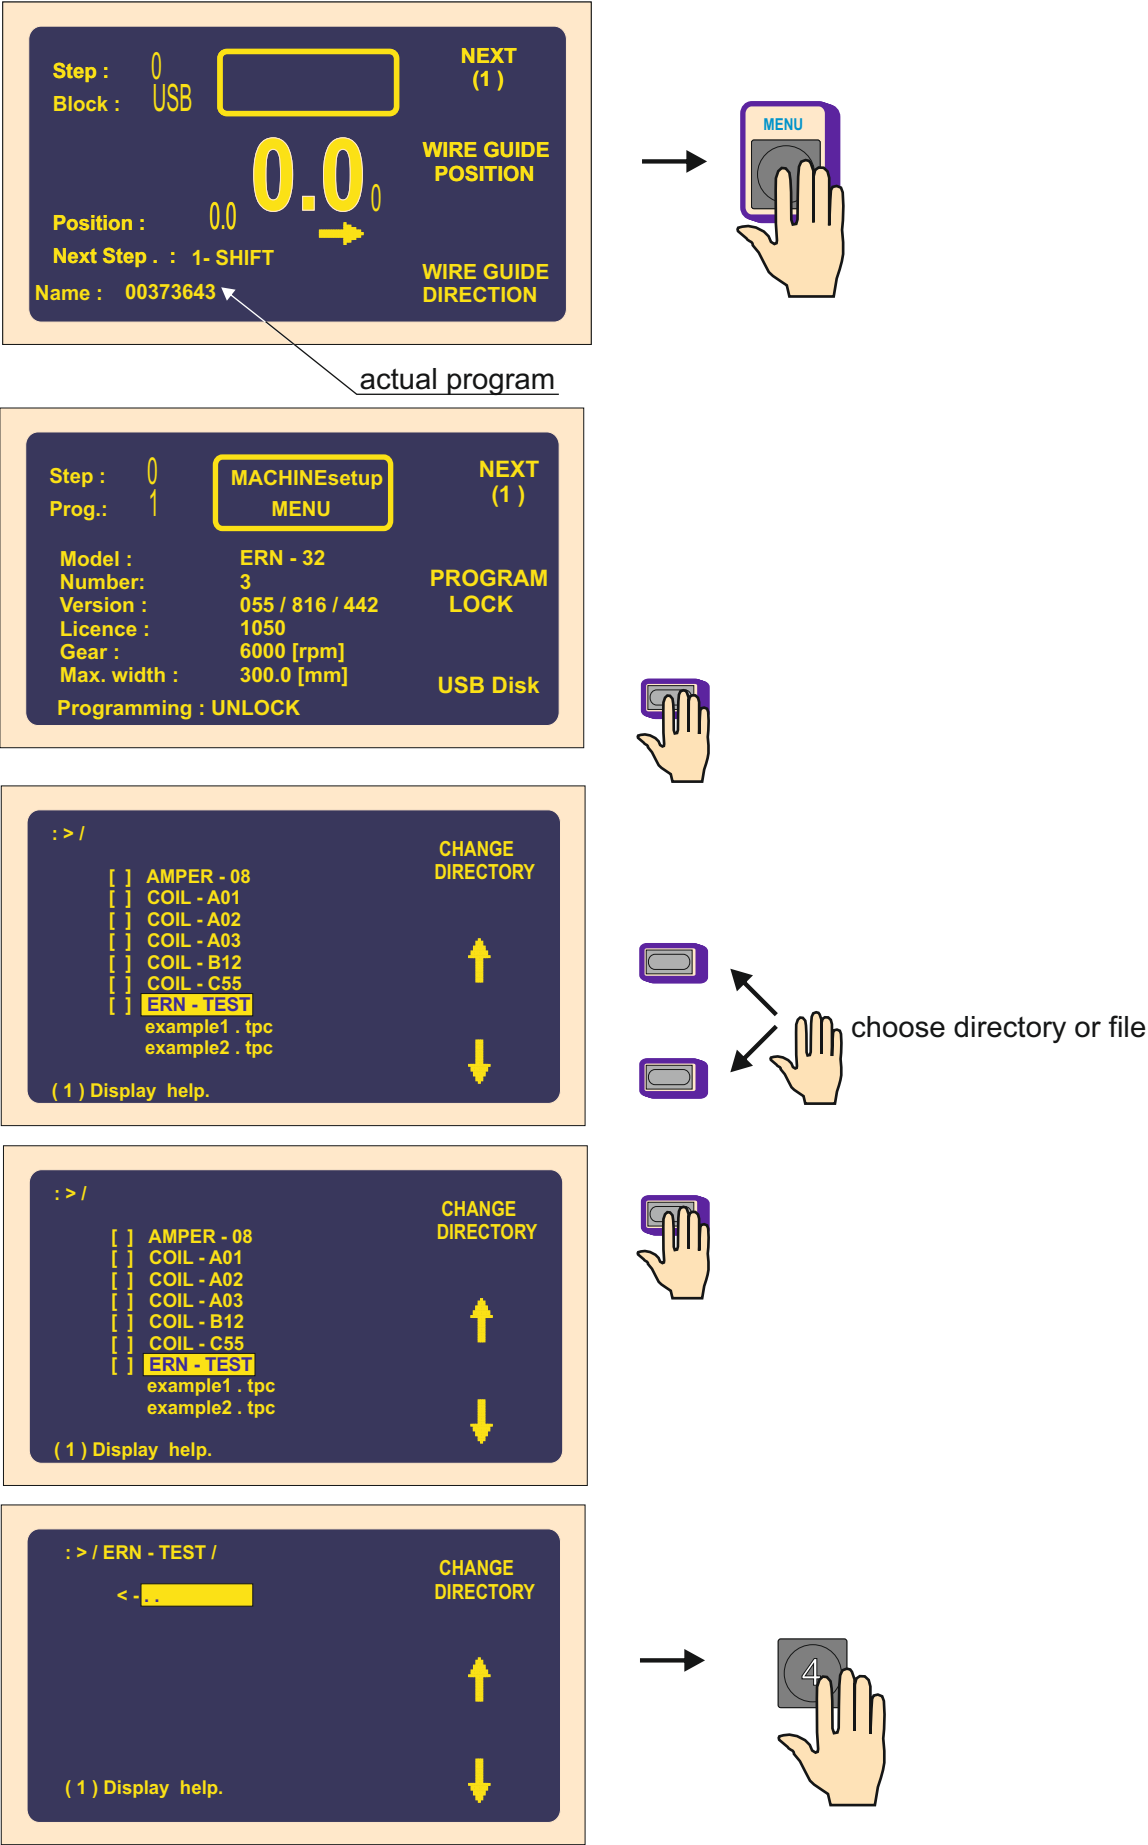 Step : 0
Block : USB
NEXT
(1 )
MENU
0.0 0
WIRE GUIDE
POSITION
Position : 0.0
Next Step . : 1- SHIFT
Name : 00373643
WIRE GUIDE
DIRECTION
actual program
Step : 0
Prog.: 1
MACHINEsetup
MENU
NEXT
(1 )
Model : ERN - 32
Number: 3
Version : 055 / 816 / 442
Licence : 1050
Gear : 6000 [rpm]
Max. width : 300.0 [mm]
Programming : UNLOCK
PROGRAM
LOCK
USB Disk
: > /
CHANGE
DIRECTORY
[ ] AMPER - 08
[ ] COIL - A01
[ ] COIL - A02
[ ] COIL - A03
[ ] COIL - B12
[ ] COIL - C55
[ ] ERN - TEST
example1 . tpc
example2 . tpc
( 1 ) Display help.
choose directory or file
: > /
CHANGE
DIRECTORY
[ ] AMPER - 08
[ ] COIL - A01
[ ] COIL - A02
[ ] COIL - A03
[ ] COIL - B12
[ ] COIL - C55
[ ] ERN - TEST
example1 . tpc
example2 . tpc
( 1 ) Display help.
: > / ERN - TEST /
CHANGE
DIRECTORY
< - . .
4
( 1 ) Display help.